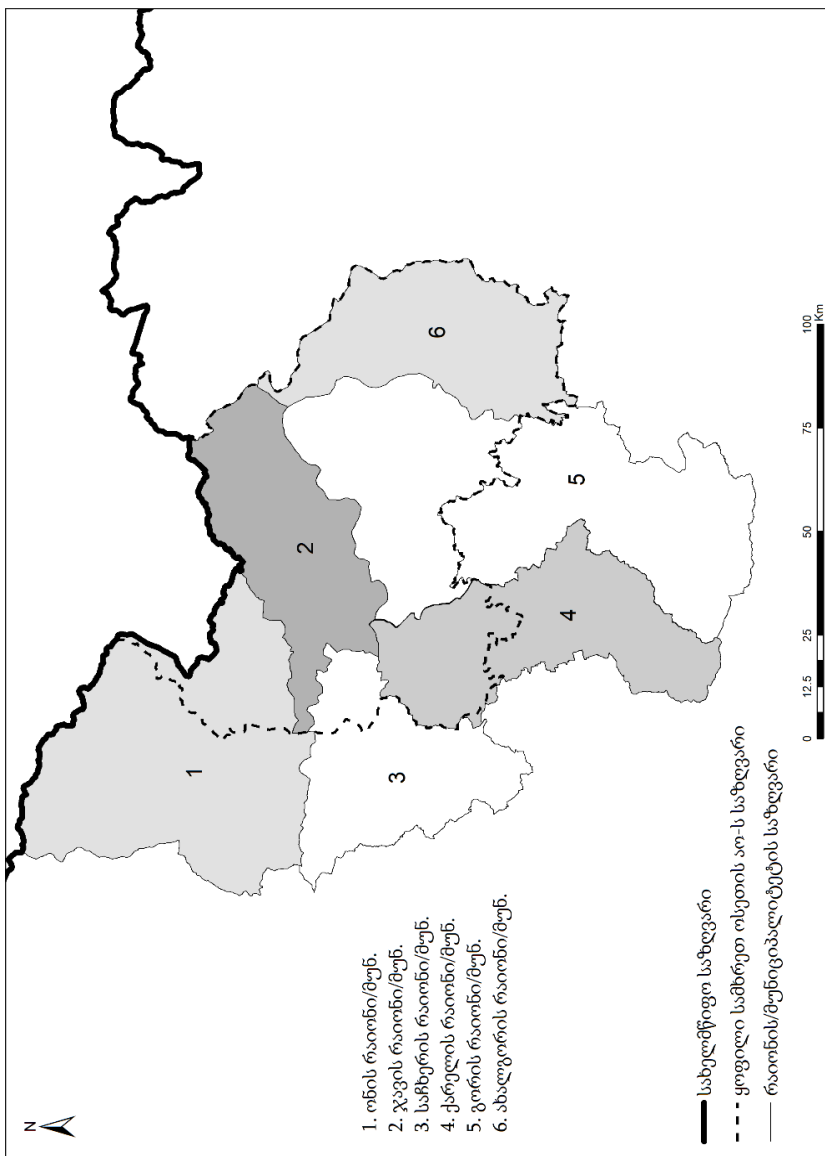 N
1
2
3
4
5
6
1. ონის რაიონი/მუნ.
2. ჯავის რაიონი/მუნ.
3. საჩხერის რაიონი/მუნ.
4. ქარელის რაიონი/მუნ.
5. გორის რაიონი/მუნ.
6. ახალგორის რაიონი/მუნ.
სახელმწიფო საზღვარი
ყოფილი სამხრეთ ოსეთის აო-ს საზღვარი
რაიონის/მუნიციპალიტეტის საზღვარი
0 12.5 25 50 75 100
Km